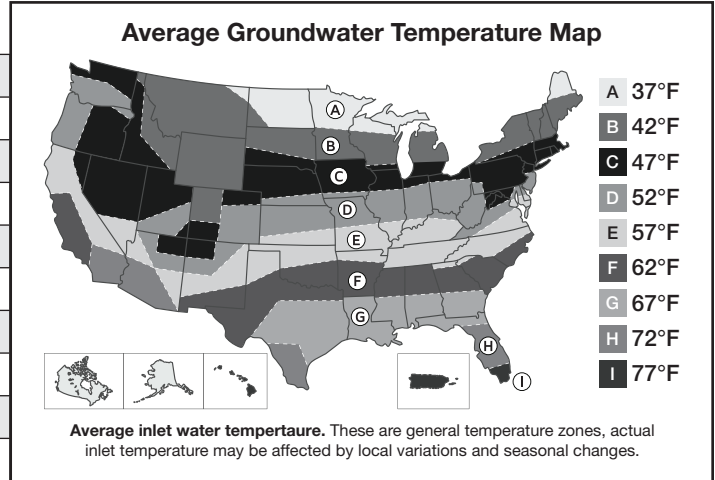 Average Groundwater Temperature Map
A
B
C
D
E
F
G
H
I
A 37°F
B 42°F
C 47°F
D 52°F
E 57°F
F 62°F
G 67°F
H 72°F
I 77°F
Average inlet water tempertaure. These are general temperature zones, actual
inlet temperature may be affected by local variations and seasonal changes.